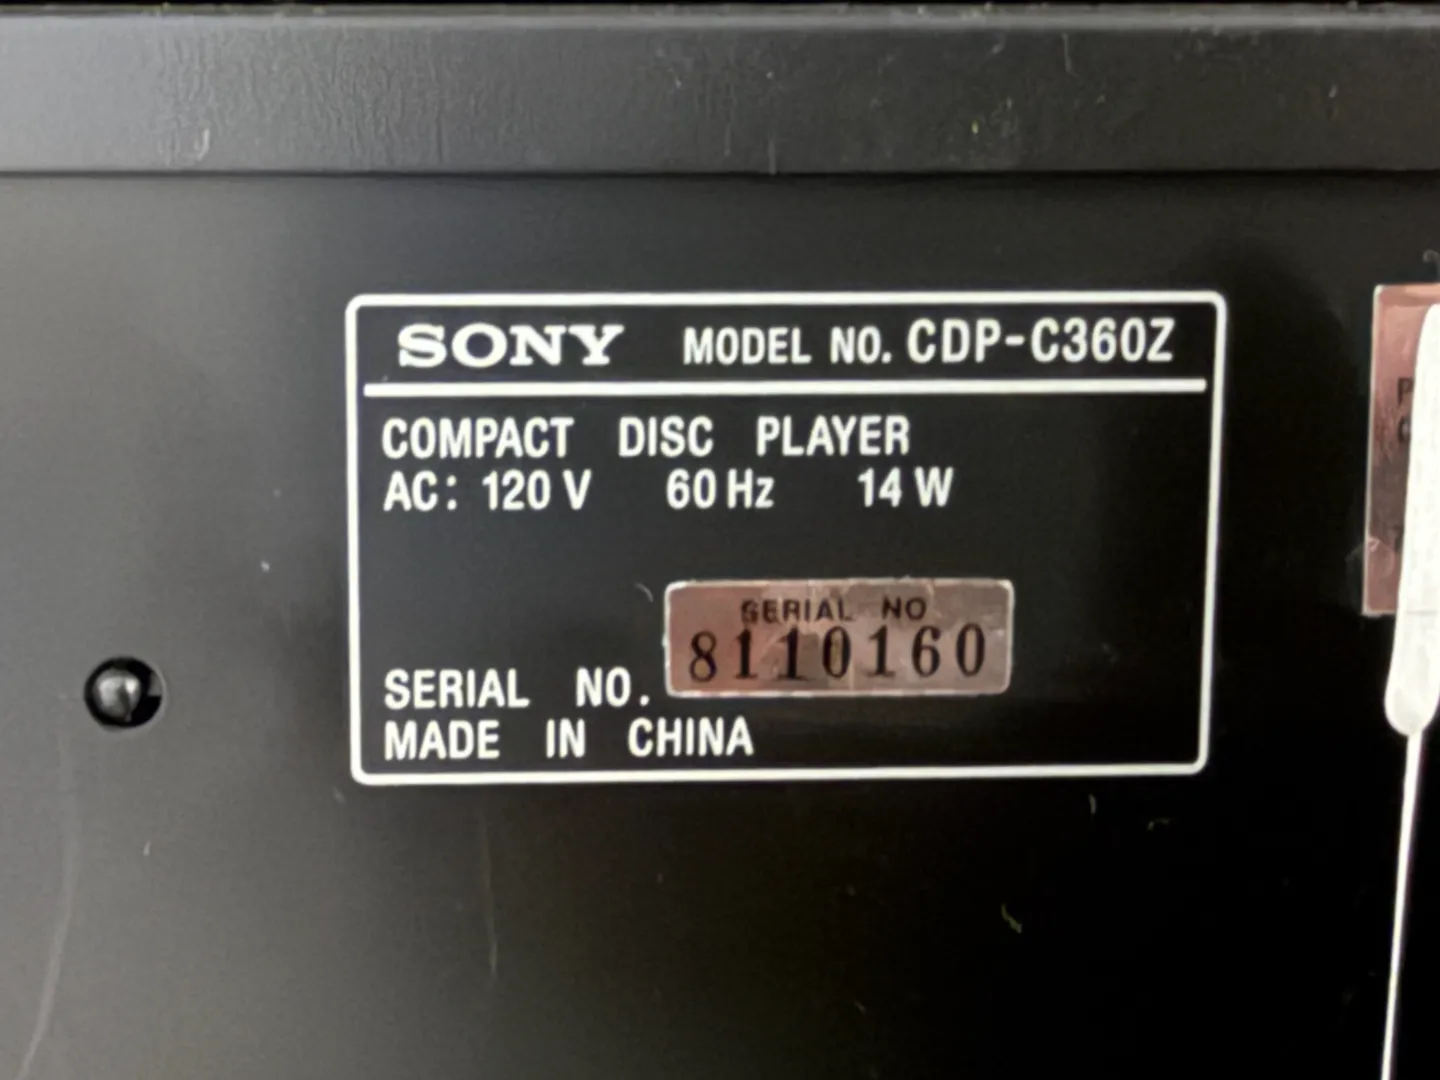 SONY MODEL NO. CDP-C360Z
COMPACT DISC PLAYER
AC: 120 V 60 Hz 14 W
SERIAL NO
8110160
SERIAL NO.
MADE IN CHINA